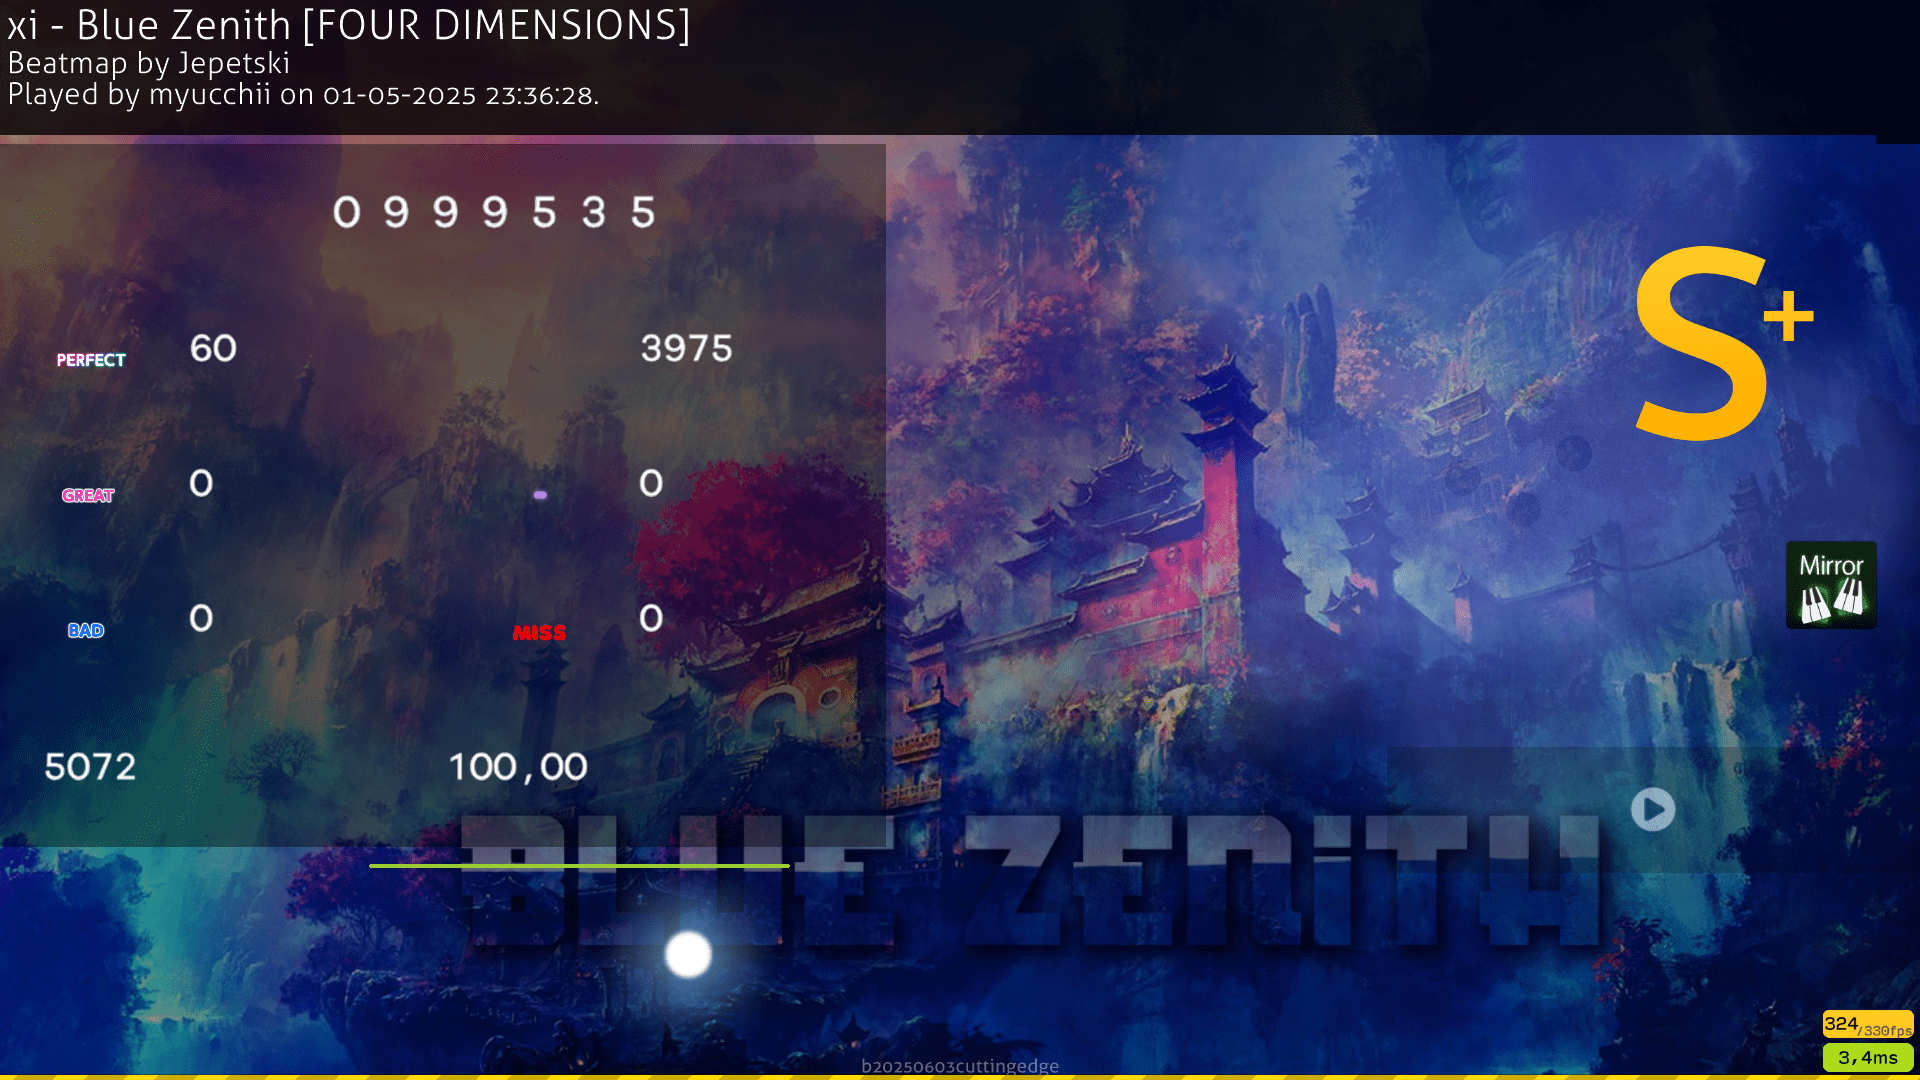 xi - Blue Zenith [FOUR DIMENSIONS]
Beatmap by Jepetski
Played by myucchii on 01-05-2025 23:36:28.
0999535
PERFECT 60 3975
GREAT 0 0
BAD 0 MISS 0
5072 100,00
S+
Mirror
BLUE ZENiTH
324/330fps
3,4ms
b20250603cuttingedge